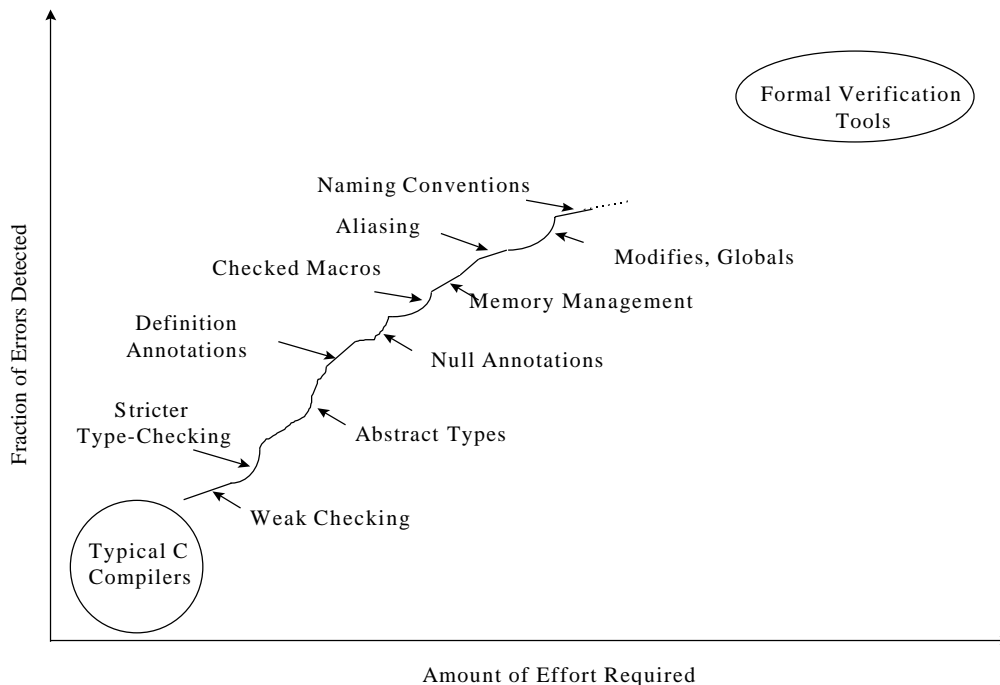 Formal Verification
Tools
Naming Conventions
Aliasing
Modifies, Globals
Checked Macros
Memory Management
Definition
Annotations
Null Annotations
Stricter
Type-Checking
Abstract Types
Weak Checking
Typical C
Compilers
Fraction of Errors Detected
Amount of Effort Required